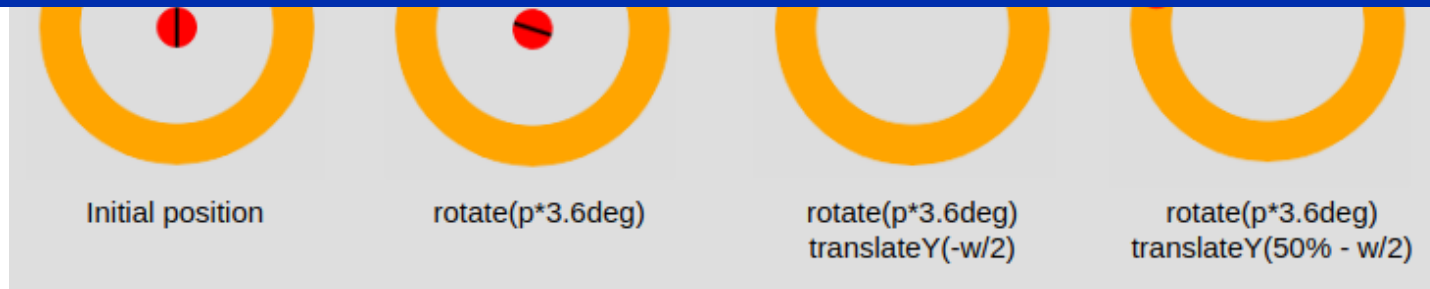 Initial position
rotate(p*3.6deg)
rotate(p*3.6deg)
translateY(-w/2)
rotate(p*3.6deg)
translateY(50% - w/2)